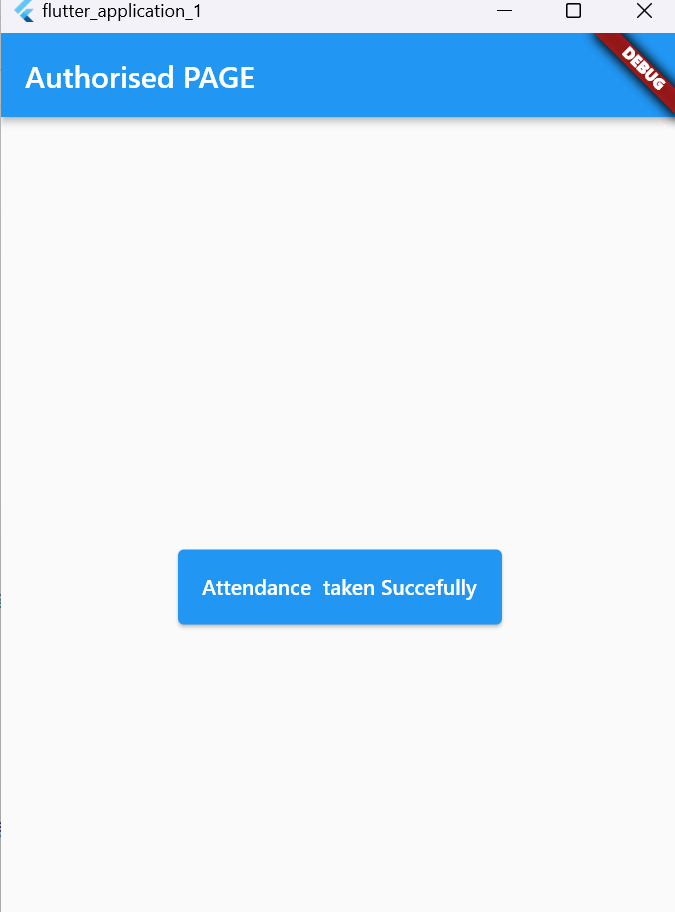 flutter_application_1
Authorised PAGE
DEBUG
Attendance  taken Succefully